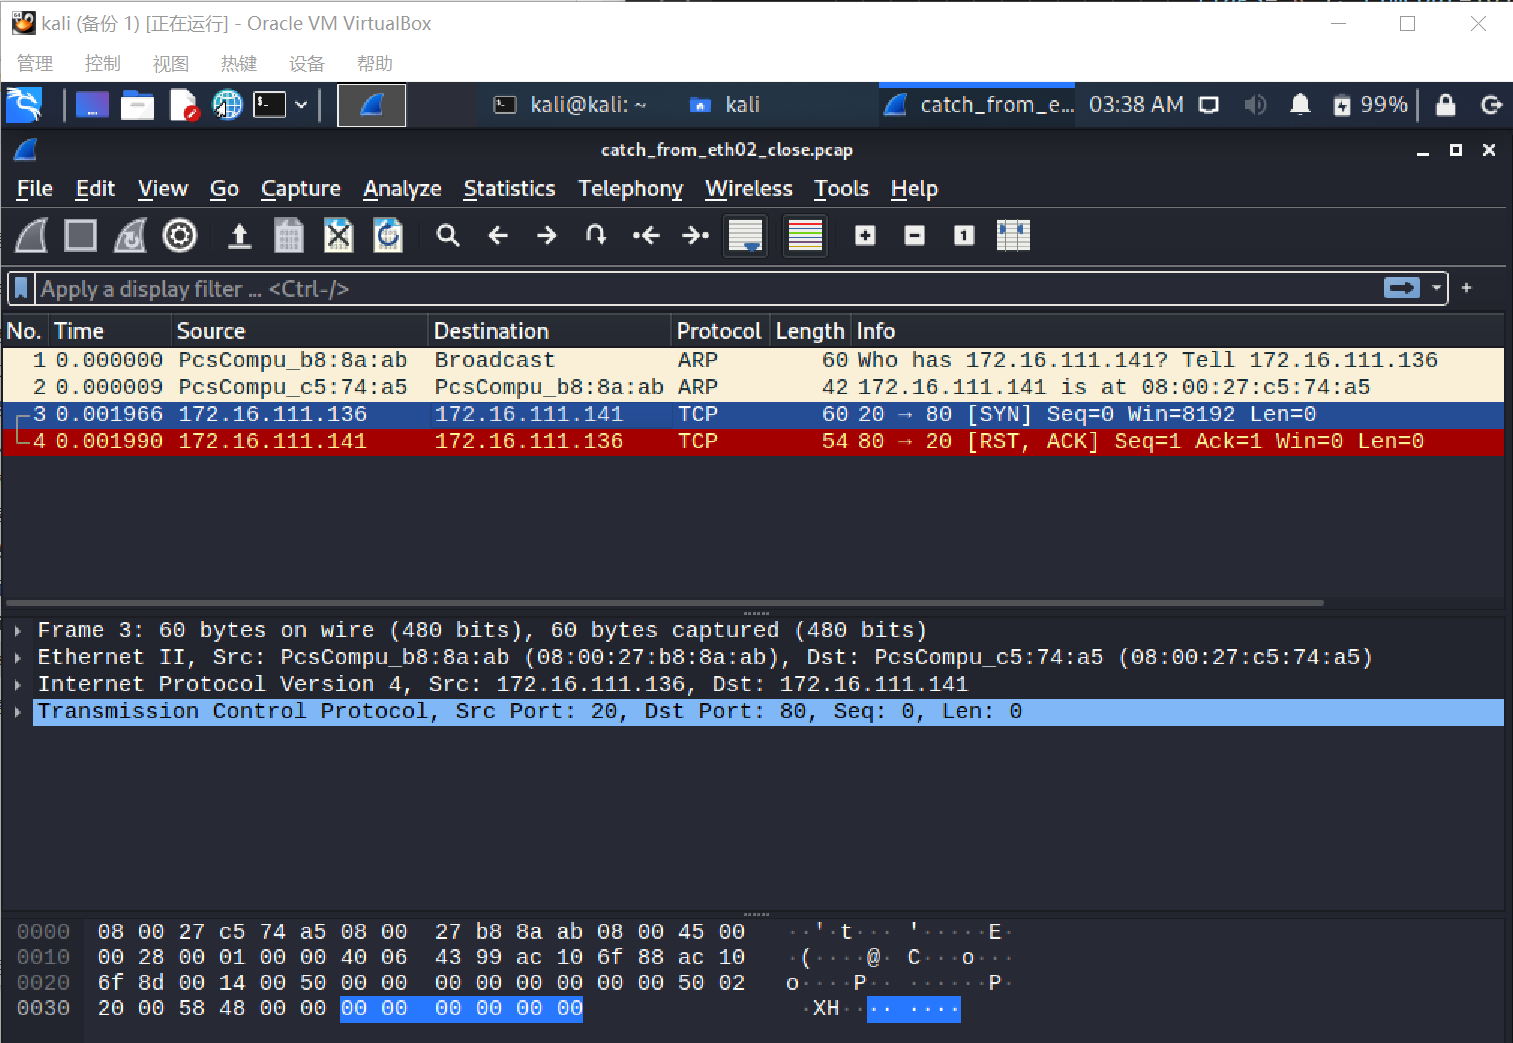 kali (备份 1) [正在运行] - Oracle VM VirtualBox
管理 控制 视图 热键 设备 帮助
kali@kali: ~ kali catch_from_e... 03:38 AM 99%
catch_from_eth02_close.pcap
File Edit View Go Capture Analyze Statistics Telephony Wireless Tools Help
Apply a display filter ... <Ctrl-/>
No. Time Source Destination Protocol Length Info
1 0.000000 PcsCompu_b8:8a:ab Broadcast ARP 60 Who has 172.16.111.141? Tell 172.16.111.136
2 0.000009 PcsCompu_c5:74:a5 PcsCompu_b8:8a:ab ARP 42 172.16.111.141 is at 08:00:27:c5:74:a5
3 0.001966 172.16.111.136 172.16.111.141 TCP 60 20 → 80 [SYN] Seq=0 Win=8192 Len=0
4 0.001990 172.16.111.141 172.16.111.136 TCP 54 80 → 20 [RST, ACK] Seq=1 Ack=1 Win=0 Len=0
Frame 3: 60 bytes on wire (480 bits), 60 bytes captured (480 bits)
Ethernet II, Src: PcsCompu_b8:8a:ab (08:00:27:b8:8a:ab), Dst: PcsCompu_c5:74:a5 (08:00:27:c5:74:a5)
Internet Protocol Version 4, Src: 172.16.111.136, Dst: 172.16.111.141
Transmission Control Protocol, Src Port: 20, Dst Port: 80, Seq: 0, Len: 0
0000 08 00 27 c5 74 a5 08 00 27 b8 8a ab 08 00 45 00 ··'·t··· '·····E·
0010 00 28 00 01 00 00 40 06 43 99 ac 10 6f 88 ac 10 ·(····@· C···o···
0020 6f 8d 00 14 00 50 00 00 00 00 00 00 00 00 50 02 o····P·· ······P·
0030 20 00 58 48 00 00 00 00 00 00 00 00 ·XH···· ····